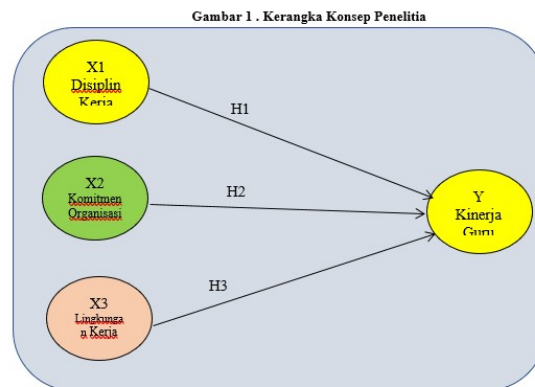 Gambar 1 . Kerangka Konsep Penelitia
X1
Disiplin
Kerja
H1
X2
Komitmen
Organisasi
H2
Y
Kinerja
Guru
X3
Lingkunga
n Kerja
H3